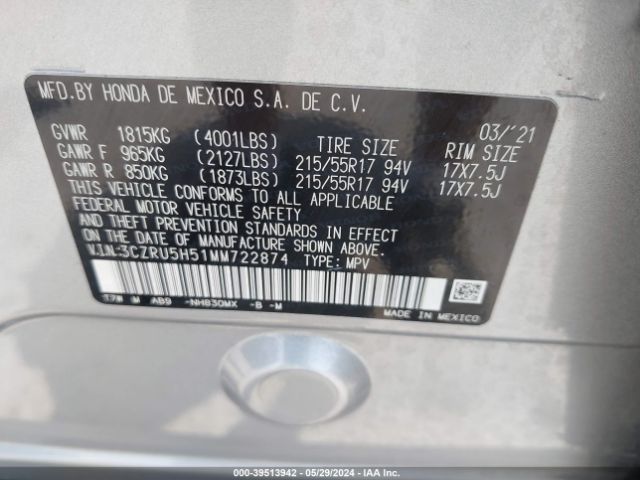 MFD.BY HONDA DE MEXICO S.A. DE C.V.
03/'21
GVWR 1815KG (4001LBS) TIRE SIZE RIM SIZE
GAWR F 965KG (2127LBS) 215/55R17 94V 17X7.5J
GAWR R 850KG (1873LBS) 215/55R17 94V 17X7.5J
THIS VEHICLE CONFORMS TO ALL APPLICABLE
FEDERAL MOTOR VEHICLE SAFETY
AND THEFT PREVENTION STANDARDS IN EFFECT
ON THE DATE OF MANUFACTURE SHOWN ABOVE.
V.I.N:3CZRU5H51MM722874 TYPE: MPV
T7W M AB9 -NH830MX -B -M
MADE IN MEXICO
000-39513942 - 05/29/2024 - IAA Inc.